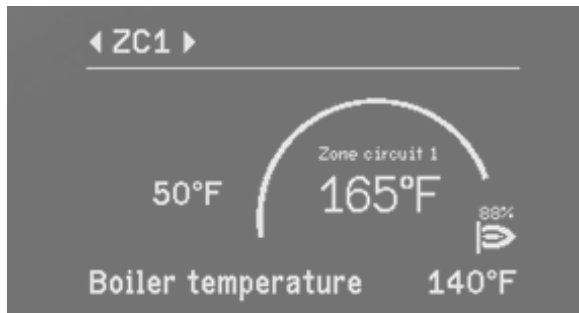 ZC1
Zone circuit 1
50°F
165°F
88%
Boiler temperature 140°F